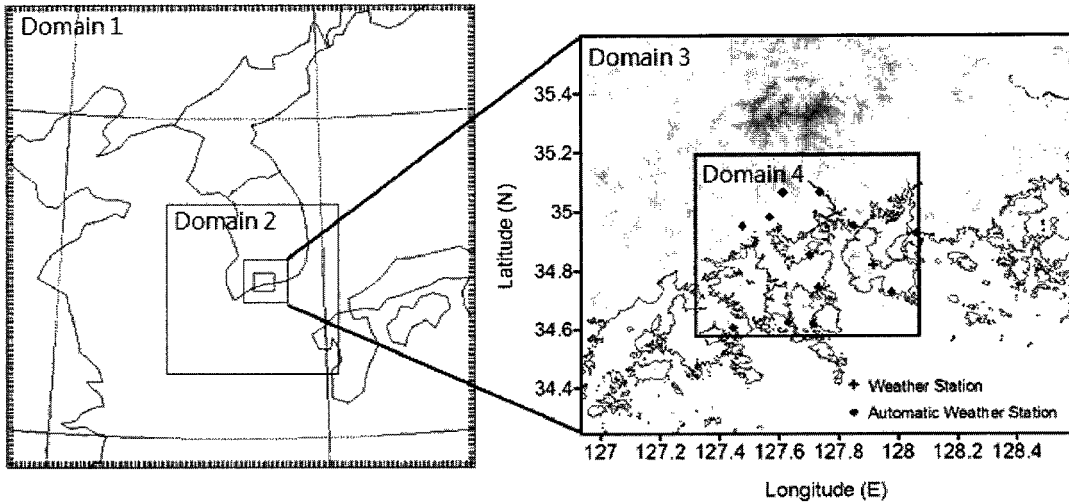 Domain 1
Domain 2
Domain 3
Domain 4
35.4
35.2
35
34.8
34.6
34.4
Latitude (N)
Weather Station
Automatic Weather Station
127 127.2 127.4 127.6 127.8 128 128.2 128.4
Longitude (E)